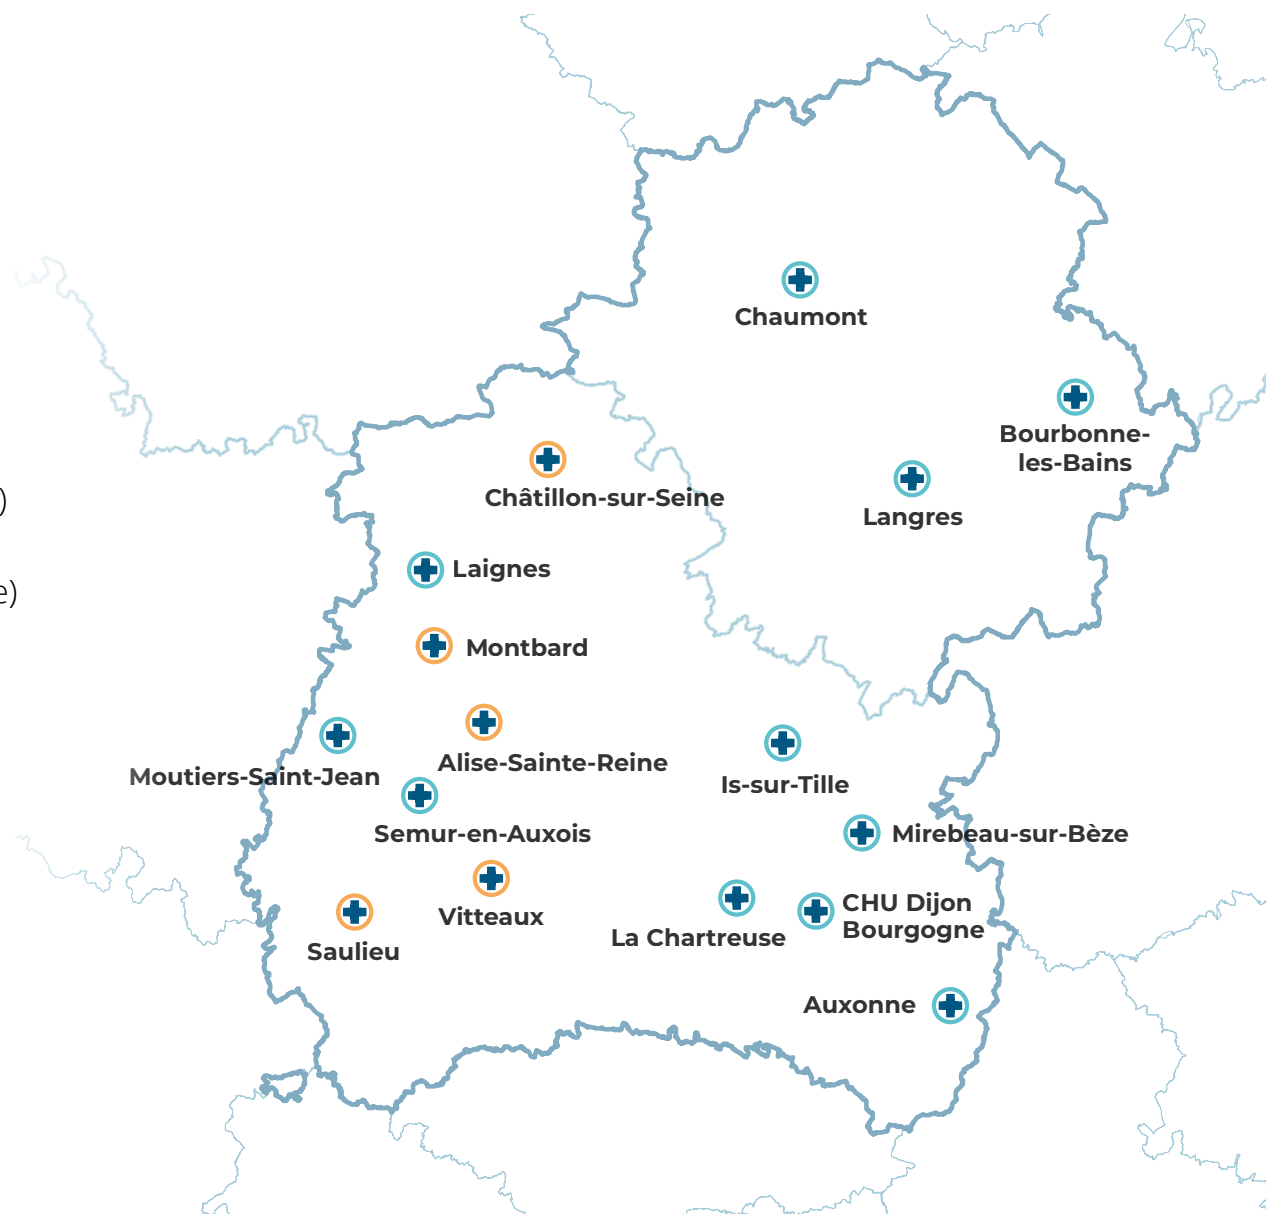 Chaumont
Bourbonne-
les-Bains
Châtillon-sur-Seine
)
Langres
Laignes
e)
Montbard
Alise-Sainte-Reine
Moutiers-Saint-Jean
Is-sur-Tille
Semur-en-Auxois
Mirebeau-sur-Bèze
CHU Dijon
Bourgogne
Vitteaux
La Chartreuse
Saulieu
Auxonne